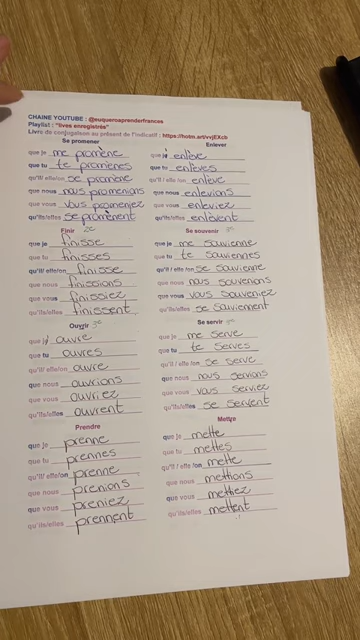 CHAINE YOUTUBE : @euqueroaprenderfrances
Playlist : "lives enregistrés"
Livre de conjugaison au présent de l'indicatif : https://hotm.art/vvjEXcb
Se promener
que je me promène
que tu te promènes
qu'il/ elle/on se promène
que nous nous promenions
que vous vous promeniez
qu'ils/elles se promènent
Enlever
que j' enlève
que tu enlèves
qu'il / elle/on enlève
que nous enlevions
que vous enleviez
qu'ils/elles enlèvent
Finir 2e
que je finisse
que tu finisses
qu'il/ elle/on finisse
que nous finissions
que vous finissiez
qu'ils/elles finissent
Se souvenir 3e
que je me souvienne
que tu te souviennes
qu'il / elle /on se souvienne
que nous nous souvenions
que vous vous souveniez
qu'ils/elles se souviennent
Ouvrir 3e
que j' ouvre
que tu ouvres
qu'il/ elle/on ouvre
que nous ouvrions
que vous ouvriez
qu'ils/elles ouvrent
Se servir 3e
que je me serve
que tu te serves
qu'il / elle/on se serve
que nous nous servions
que vous vous serviez
qu'ils/elles se servent
Prendre
que je prenne
que tu prennes
qu'il/ elle/on prenne
que nous prenions
que vous preniez
qu'ils/elles prennent
Mettre
que je mette
que tu mettes
qu'il / elle /on mette
que nous mettions
que vous mettiez
qu'ils/elles mettent